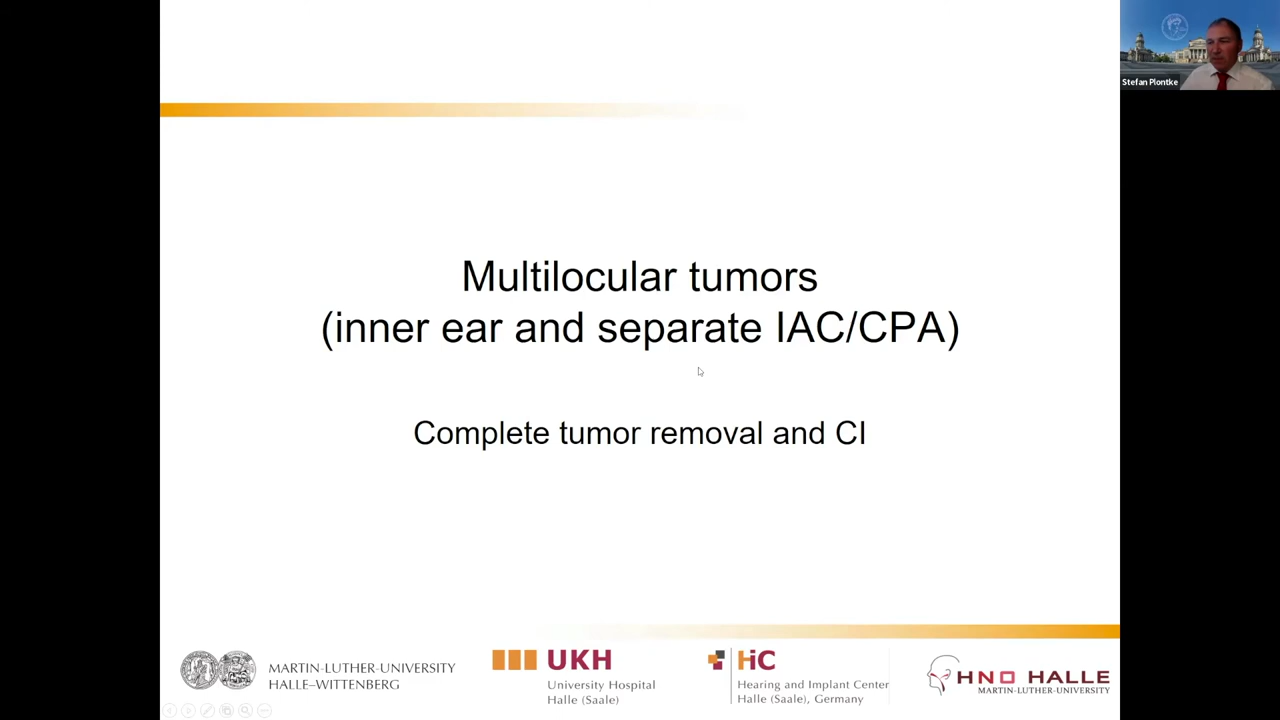 Stefan Plontke
Multilocular tumors
(inner ear and separate IAC/CPA)
Complete tumor removal and CI
MARTIN-LUTHER-UNIVERSITY
HALLE–WITTENBERG
UKH
University Hospital
Halle (Saale)
HiC
Hearing and Implant Center
Halle (Saale), Germany
HNO HALLE
MARTIN-LUTHER-UNIVERSITY